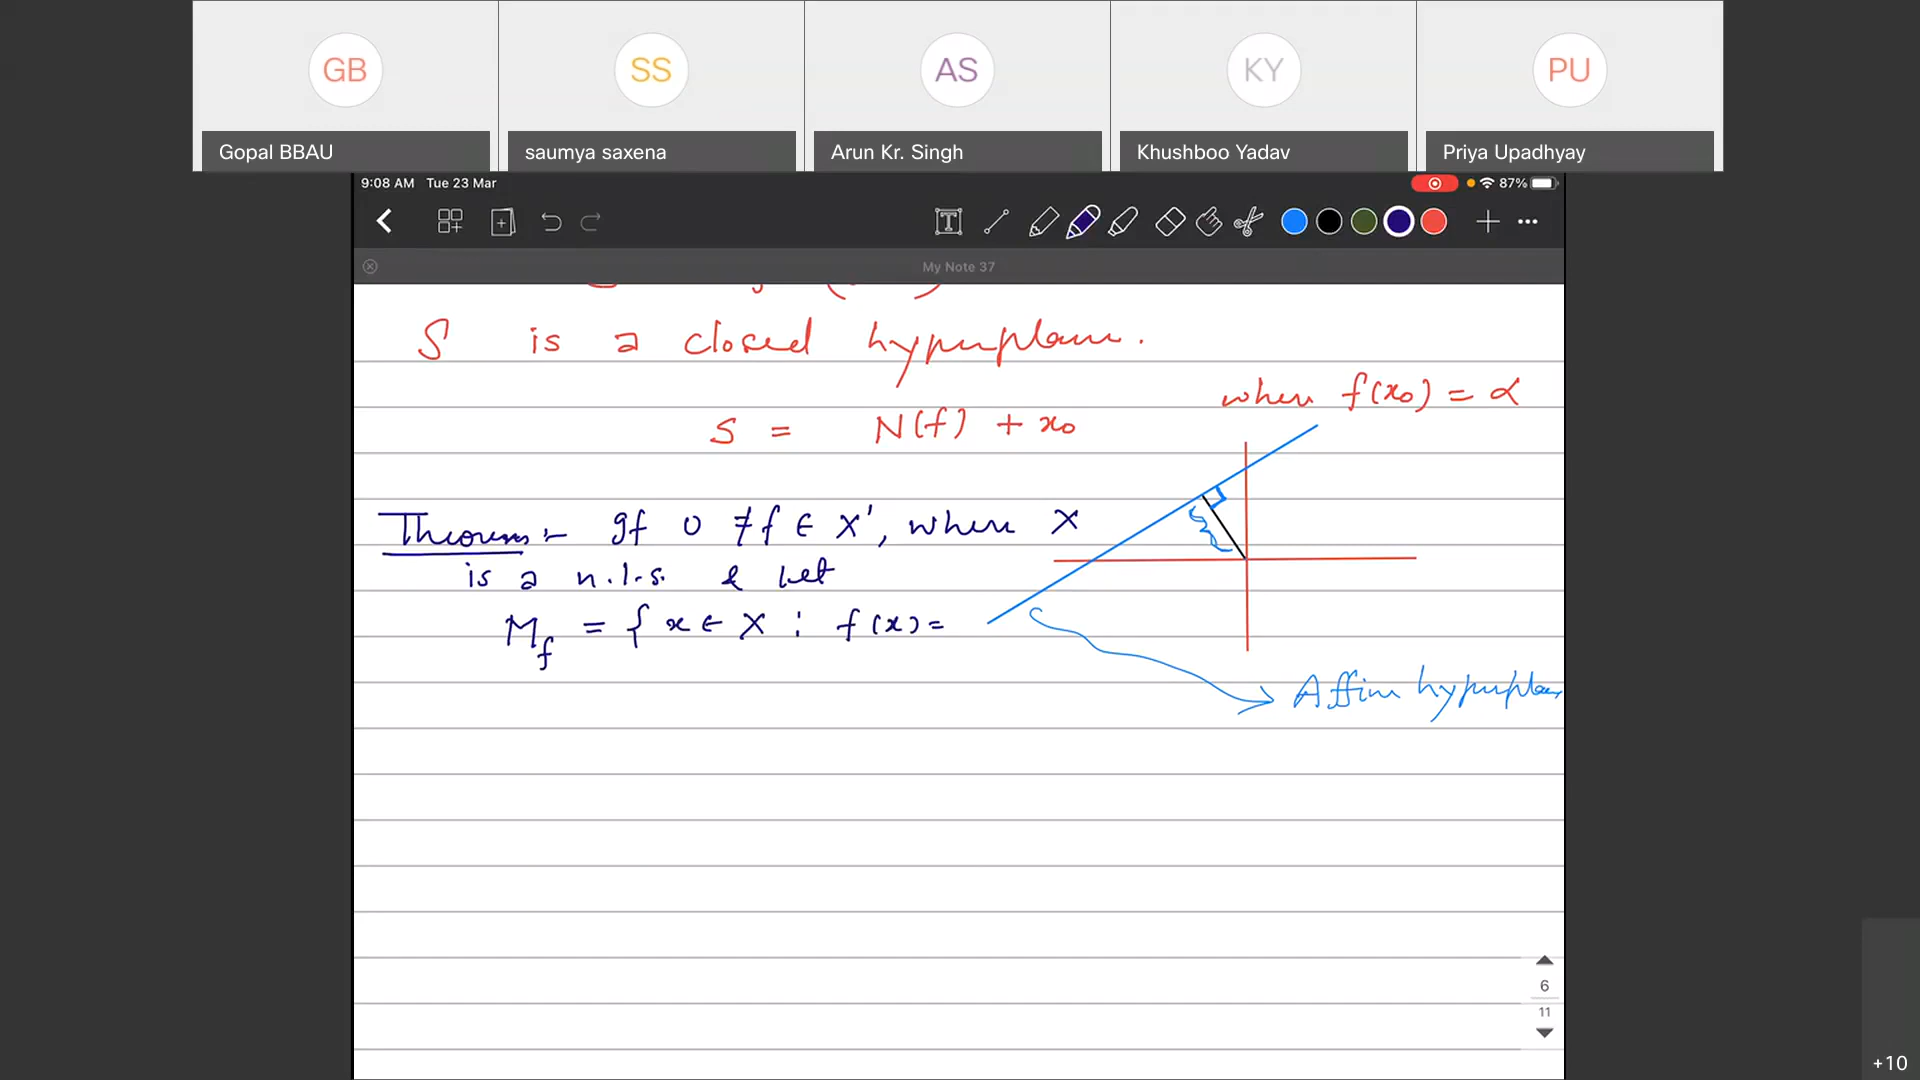 GB SS AS KY PU
Gopal BBAU saumya saxena Arun Kr. Singh Khushboo Yadav Priya Upadhyay
9:08 AM Tue 23 Mar 87%
My Note 37
S is a closed hyperplane.
when f(x₀) = α
S = N(f) + x₀
Theorem:- If 0 ≠ f ∈ X', where X
is a n.l.s. & let
M_f = { x ∈ X : f(x) =
Affine hyperplane
6
11
+10